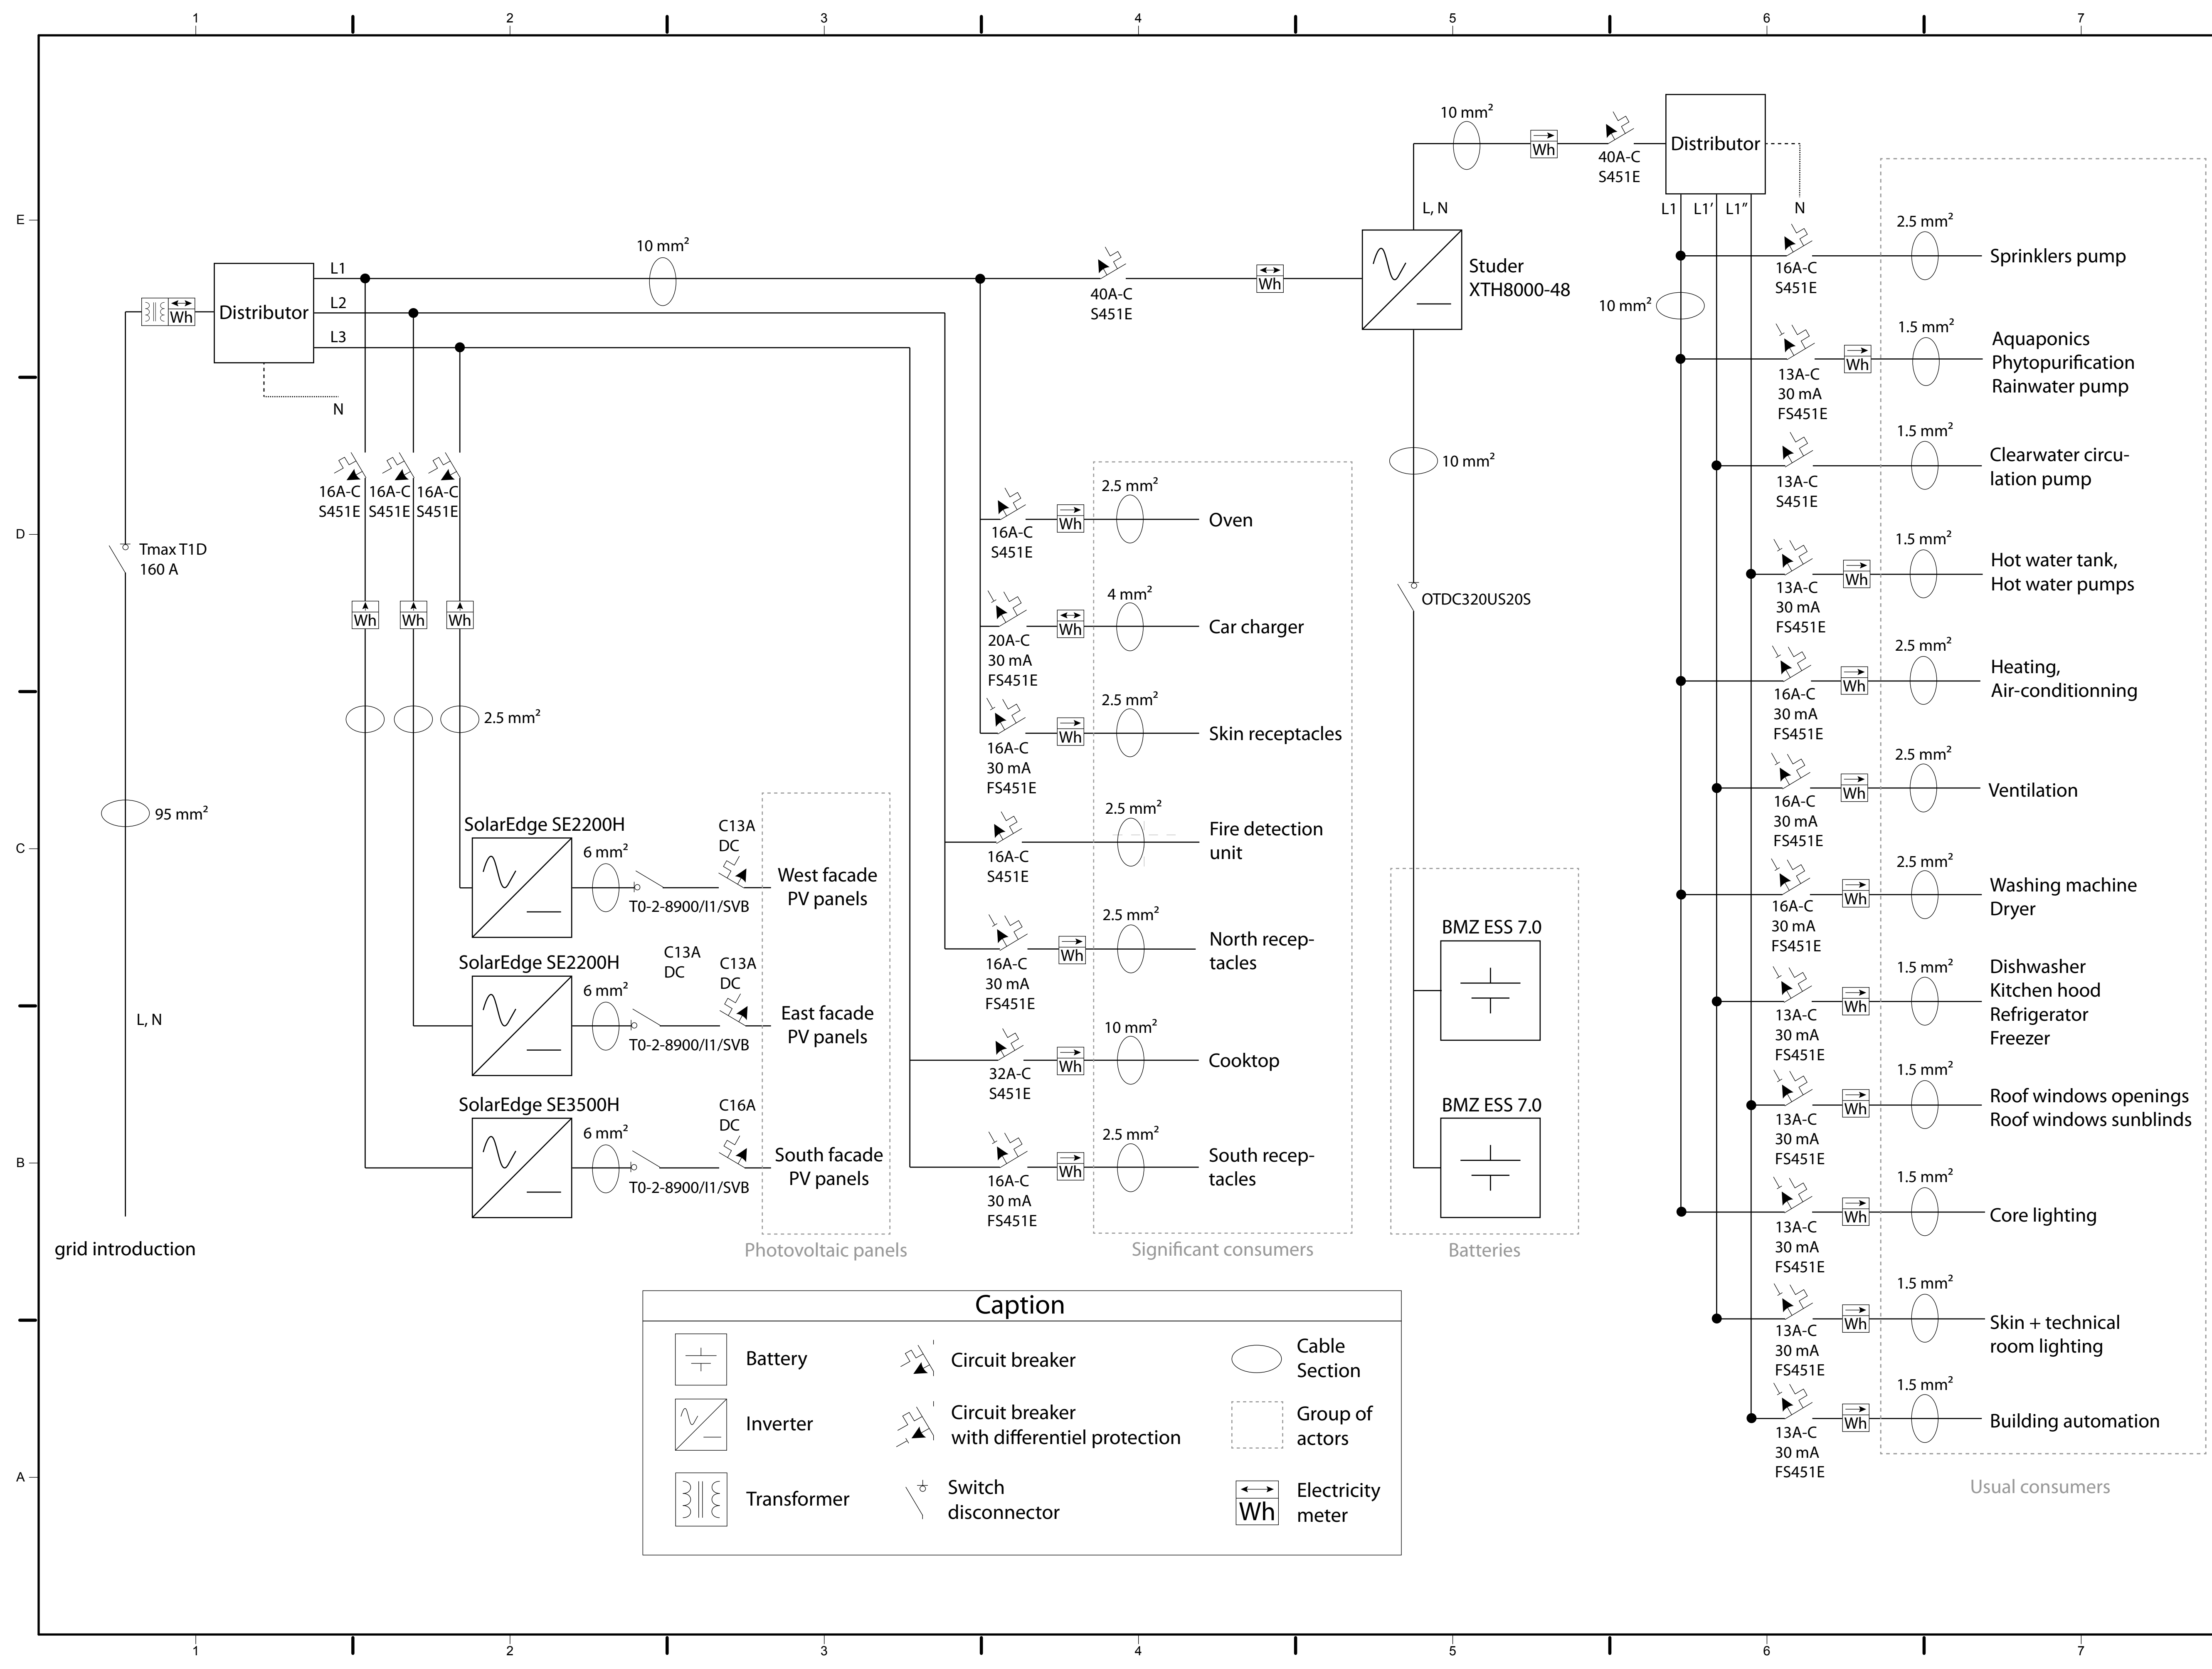 1 2 3 4 5 6 7
E
D
C
B
A
Wh
Distributor
L1
L2
L3
N
10 mm²
Tmax T1D
160 A
95 mm²
L, N
grid introduction
16A-C
S451E
16A-C
S451E
16A-C
S451E
Wh
Wh
Wh
2.5 mm²
SolarEdge SE2200H
6 mm²
T0-2-8900/I1/SVB
C13A
DC
West facade
PV panels
SolarEdge SE2200H
6 mm²
T0-2-8900/I1/SVB
C13A
DC
C13A
DC
East facade
PV panels
SolarEdge SE3500H
6 mm²
T0-2-8900/I1/SVB
C16A
DC
South facade
PV panels
Photovoltaic panels
40A-C
S451E
Wh
16A-C
S451E
Wh
2.5 mm²
Oven
20A-C
30 mA
FS451E
Wh
4 mm²
Car charger
16A-C
30 mA
FS451E
Wh
2.5 mm²
Skin receptacles
16A-C
S451E
2.5 mm²
Fire detection
unit
16A-C
30 mA
FS451E
Wh
2.5 mm²
North recep-
tacles
32A-C
S451E
Wh
10 mm²
Cooktop
16A-C
30 mA
FS451E
Wh
2.5 mm²
South recep-
tacles
Significant consumers
Studer
XTH8000-48
L, N
10 mm²
Wh
40A-C
S451E
10 mm²
OTDC320US20S
BMZ ESS 7.0
BMZ ESS 7.0
Batteries
Distributor
L1
L1′
L1″
N
10 mm²
16A-C
S451E
2.5 mm²
Sprinklers pump
13A-C
30 mA
FS451E
Wh
1.5 mm²
Aquaponics
Phytopurification
Rainwater pump
13A-C
S451E
1.5 mm²
Clearwater circu-
lation pump
13A-C
30 mA
FS451E
Wh
1.5 mm²
Hot water tank,
Hot water pumps
16A-C
30 mA
FS451E
Wh
2.5 mm²
Heating,
Air-conditionning
16A-C
30 mA
FS451E
Wh
2.5 mm²
Ventilation
16A-C
30 mA
FS451E
Wh
2.5 mm²
Washing machine
Dryer
13A-C
30 mA
FS451E
Wh
1.5 mm²
Dishwasher
Kitchen hood
Refrigerator
Freezer
13A-C
30 mA
FS451E
Wh
1.5 mm²
Roof windows openings
Roof windows sunblinds
13A-C
30 mA
FS451E
Wh
1.5 mm²
Core lighting
13A-C
30 mA
FS451E
Wh
1.5 mm²
Skin + technical
room lighting
13A-C
30 mA
FS451E
Wh
1.5 mm²
Building automation
Usual consumers
Caption
Battery
Circuit breaker
Cable
Section
Inverter
Circuit breaker
with differentiel protection
Group of
actors
Transformer
Switch
disconnector
Wh
Electricity
meter
1 2 3 4 5 6 7